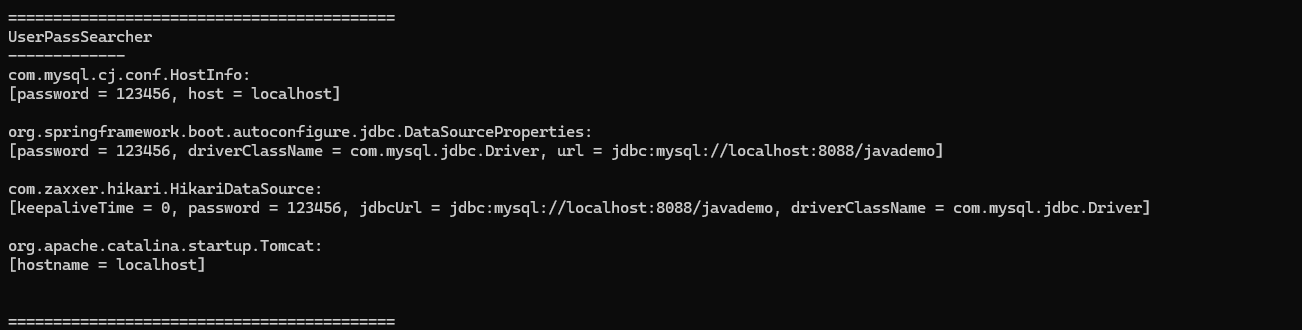 ===========================================
UserPassSearcher
-------------
com.mysql.cj.conf.HostInfo:
[password = 123456, host = localhost]
org.springframework.boot.autoconfigure.jdbc.DataSourceProperties:
[password = 123456, driverClassName = com.mysql.jdbc.Driver, url = jdbc:mysql://localhost:8088/javademo]
com.zaxxer.hikari.HikariDataSource:
[keepaliveTime = 0, password = 123456, jdbcUrl = jdbc:mysql://localhost:8088/javademo, driverClassName = com.mysql.jdbc.Driver]
org.apache.catalina.startup.Tomcat:
[hostname = localhost]
===========================================